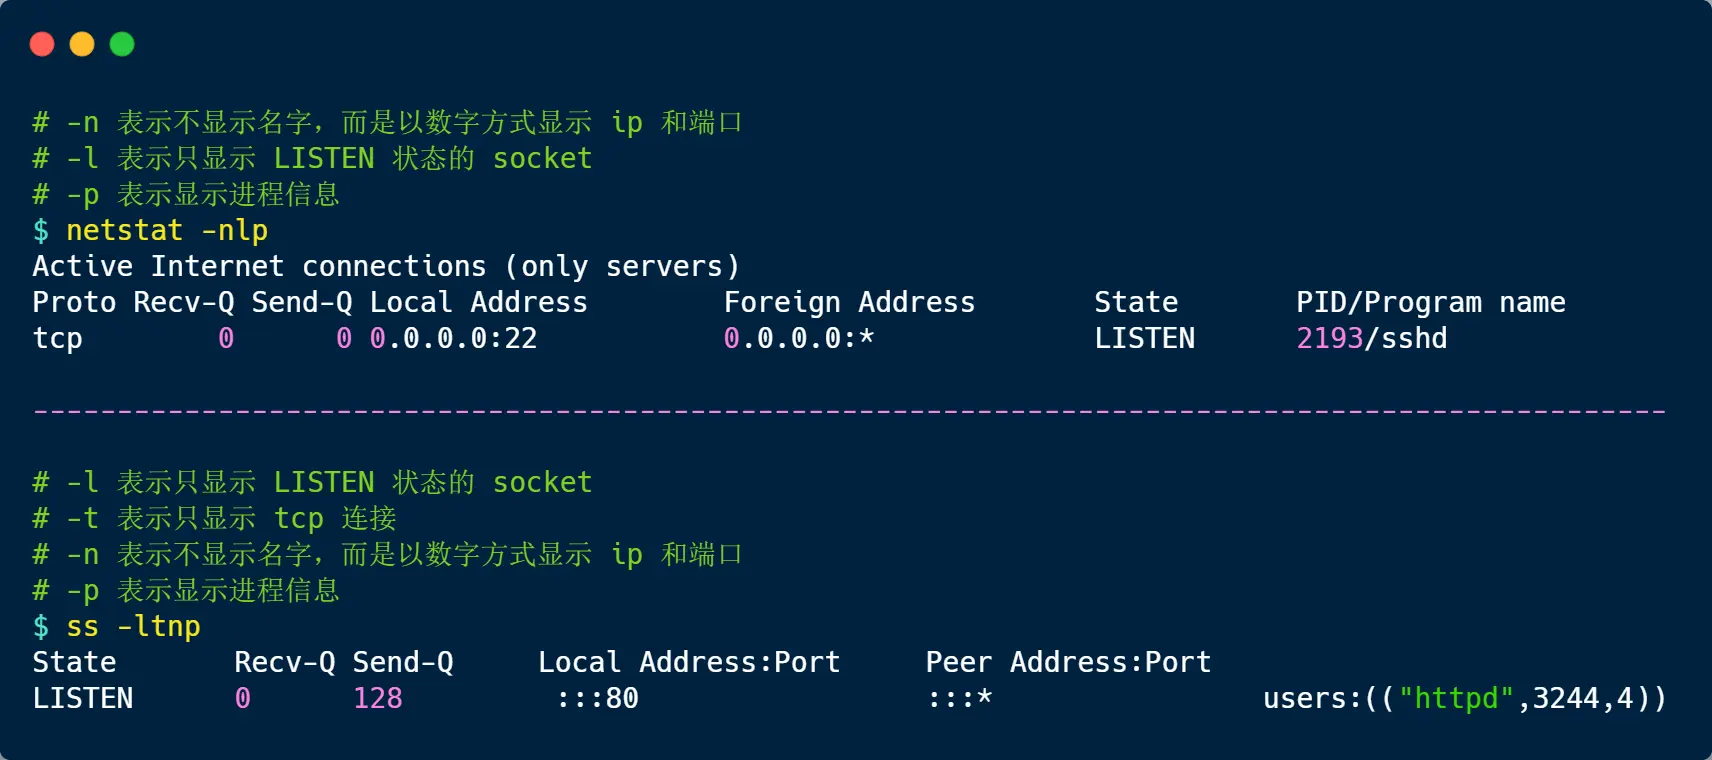 # -n 表示不显示名字，而是以数字方式显示 ip 和端口
# -l 表示只显示 LISTEN 状态的 socket
# -p 表示显示进程信息
$ netstat -nlp
Active Internet connections (only servers)
Proto Recv-Q Send-Q Local Address        Foreign Address       State       PID/Program name
tcp        0      0 0.0.0.0:22           0.0.0.0:*             LISTEN      2193/sshd
-------------------------------------------------------------------------------------------------
# -l 表示只显示 LISTEN 状态的 socket
# -t 表示只显示 tcp 连接
# -n 表示不显示名字，而是以数字方式显示 ip 和端口
# -p 表示显示进程信息
$ ss -ltnp
State       Recv-Q Send-Q     Local Address:Port     Peer Address:Port
LISTEN      0      128         :::80                 :::*                users:(("httpd",3244,4))